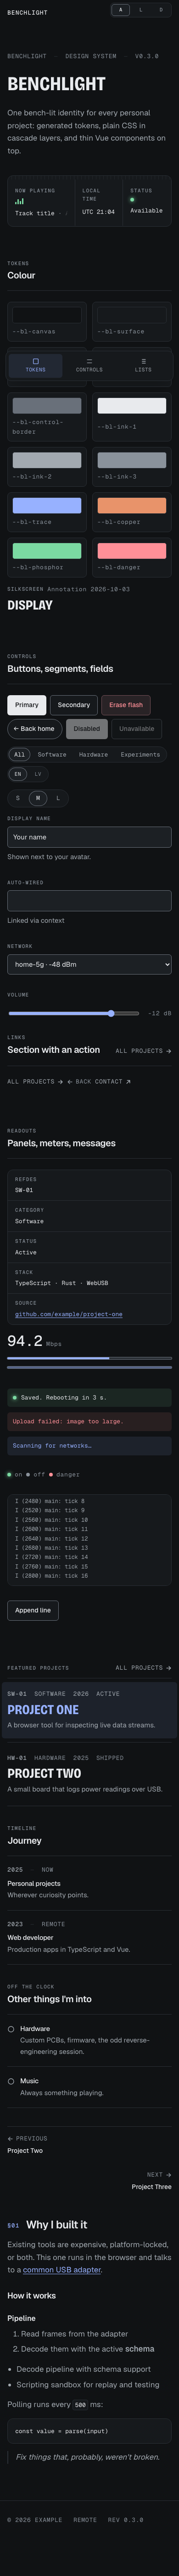 BENCHLIGHT
A L D
BENCHLIGHT DESIGN SYSTEM V0.3.0
BENCHLIGHT
One bench-lit identity for every personal
project: generated tokens, plain CSS in
cascade layers, and thin Vue components on
top.
NOW PLAYING
Track title
LOCAL
TIME
UTC 21:04
STATUS
Available
TOKENS
Colour
--bl-canvas
--bl-surface
TOKENS
CONTROLS
LISTS
--bl-control-
border
--bl-ink-1
--bl-ink-2
--bl-ink-3
--bl-trace
--bl-copper
--bl-phosphor
--bl-danger
SILKSCREEN Annotation 2026-10-03
DISPLAY
CONTROLS
Buttons, segments, fields
Primary
Secondary
Erase flash
← Back home
Disabled
Unavailable
All Software Hardware Experiments
EN LV
S M L
DISPLAY NAME
Your name
Shown next to your avatar.
AUTO-WIRED
Linked via context
NETWORK
home-5g · -48 dBm
VOLUME
-12 dB
LINKS
Section with an action
ALL PROJECTS →
ALL PROJECTS → ← BACK CONTACT ↗
READOUTS
Panels, meters, messages
REFDES
SW-01
CATEGORY
Software
STATUS
Active
STACK
TypeScript · Rust · WebUSB
SOURCE
github.com/example/project-one
94.2 Mbps
Saved. Rebooting in 3 s.
Upload failed: image too large.
Scanning for networks…
on off danger
I (2480) main: tick 8
I (2520) main: tick 9
I (2560) main: tick 10
I (2600) main: tick 11
I (2640) main: tick 12
I (2680) main: tick 13
I (2720) main: tick 14
I (2760) main: tick 15
I (2800) main: tick 16
Append line
FEATURED PROJECTS
ALL PROJECTS →
SW-01 SOFTWARE 2026 ACTIVE
PROJECT ONE
A browser tool for inspecting live data streams.
HW-01 HARDWARE 2025 SHIPPED
PROJECT TWO
A small board that logs power readings over USB.
TIMELINE
Journey
2025 · NOW
Personal projects
Wherever curiosity points.
2023 · REMOTE
Web developer
Production apps in TypeScript and Vue.
OFF THE CLOCK
Other things I'm into
Hardware
Custom PCBs, firmware, the odd reverse-
engineering session.
Music
Always something playing.
← PREVIOUS
Project Two
NEXT →
Project Three
§01 Why I built it
Existing tools are expensive, platform-locked,
or both. This one runs in the browser and talks
to a common USB adapter.
How it works
Pipeline
1. Read frames from the adapter
2. Decode them with the active schema
• Decode pipeline with schema support
• Scripting sandbox for replay and testing
Polling runs every 500 ms:
const value = parse(input)
Fix things that, probably, weren't broken.
© 2026 EXAMPLE REMOTE REV 0.3.0